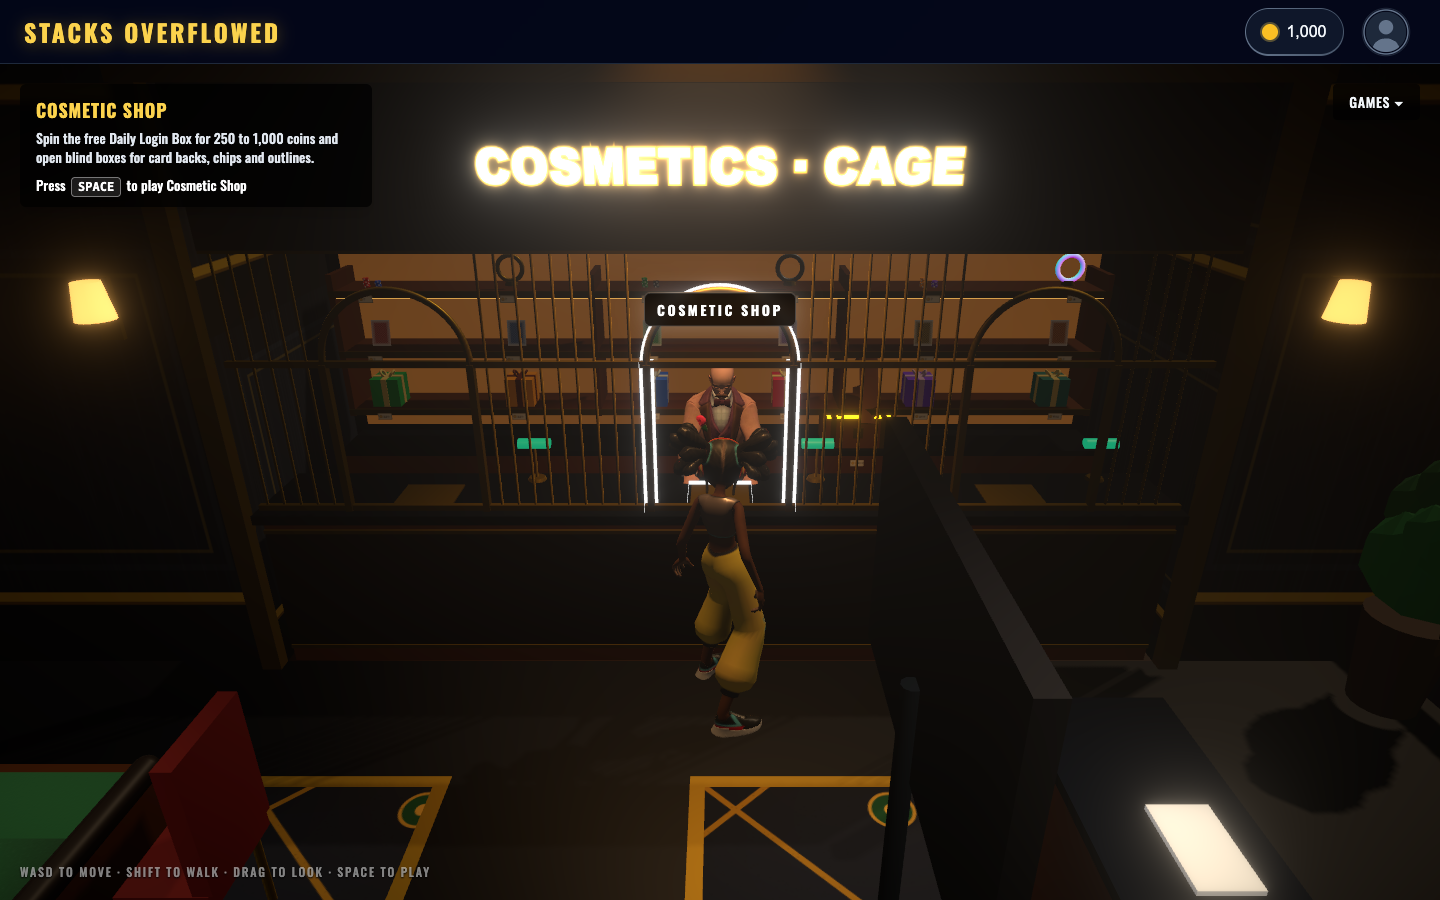 STACKS OVERFLOWED
1,000
COSMETIC SHOP
Spin the free Daily Login Box for 250 to 1,000 coins and
open blind boxes for card backs, chips and outlines.
Press SPACE to play Cosmetic Shop
GAMES
COSMETICS · CAGE
COSMETIC SHOP
WASD TO MOVE · SHIFT TO WALK · DRAG TO LOOK · SPACE TO PLAY